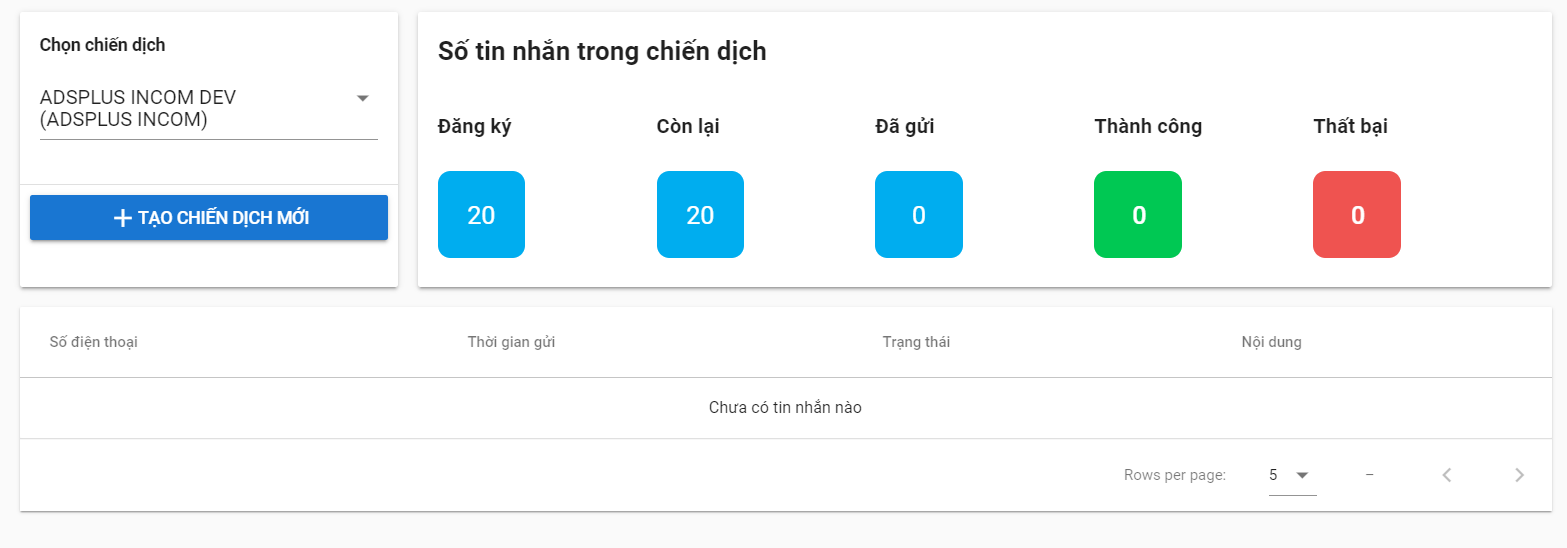 Chọn chiến dịch
ADSPLUS INCOM DEV
(ADSPLUS INCOM)
TẠO CHIẾN DỊCH MỚI
Số tin nhắn trong chiến dịch
Đăng ký
Còn lại
Đã gửi
Thành công
Thất bại
20
20
0
0
0
Số điện thoại
Thời gian gửi
Trạng thái
Nội dung
Chưa có tin nhắn nào
Rows per page:
5
–